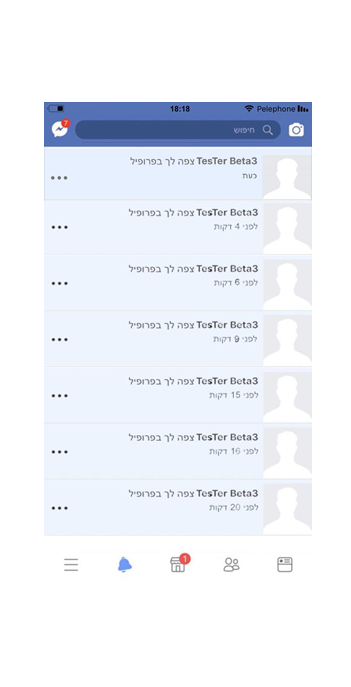 18:18
Pelephone
7
חיפוש
TesTer Beta3 צפה לך בפרופיל
כעת
TesTer Beta3 צפה לך בפרופיל
לפני 4 דקות
TesTer Beta3 צפה לך בפרופיל
לפני 6 דקות
TesTer Beta3 צפה לך בפרופיל
לפני 9 דקות
TesTer Beta3 צפה לך בפרופיל
לפני 15 דקות
TesTer Beta3 צפה לך בפרופיל
לפני 16 דקות
TesTer Beta3 צפה לך בפרופיל
לפני 20 דקות
1